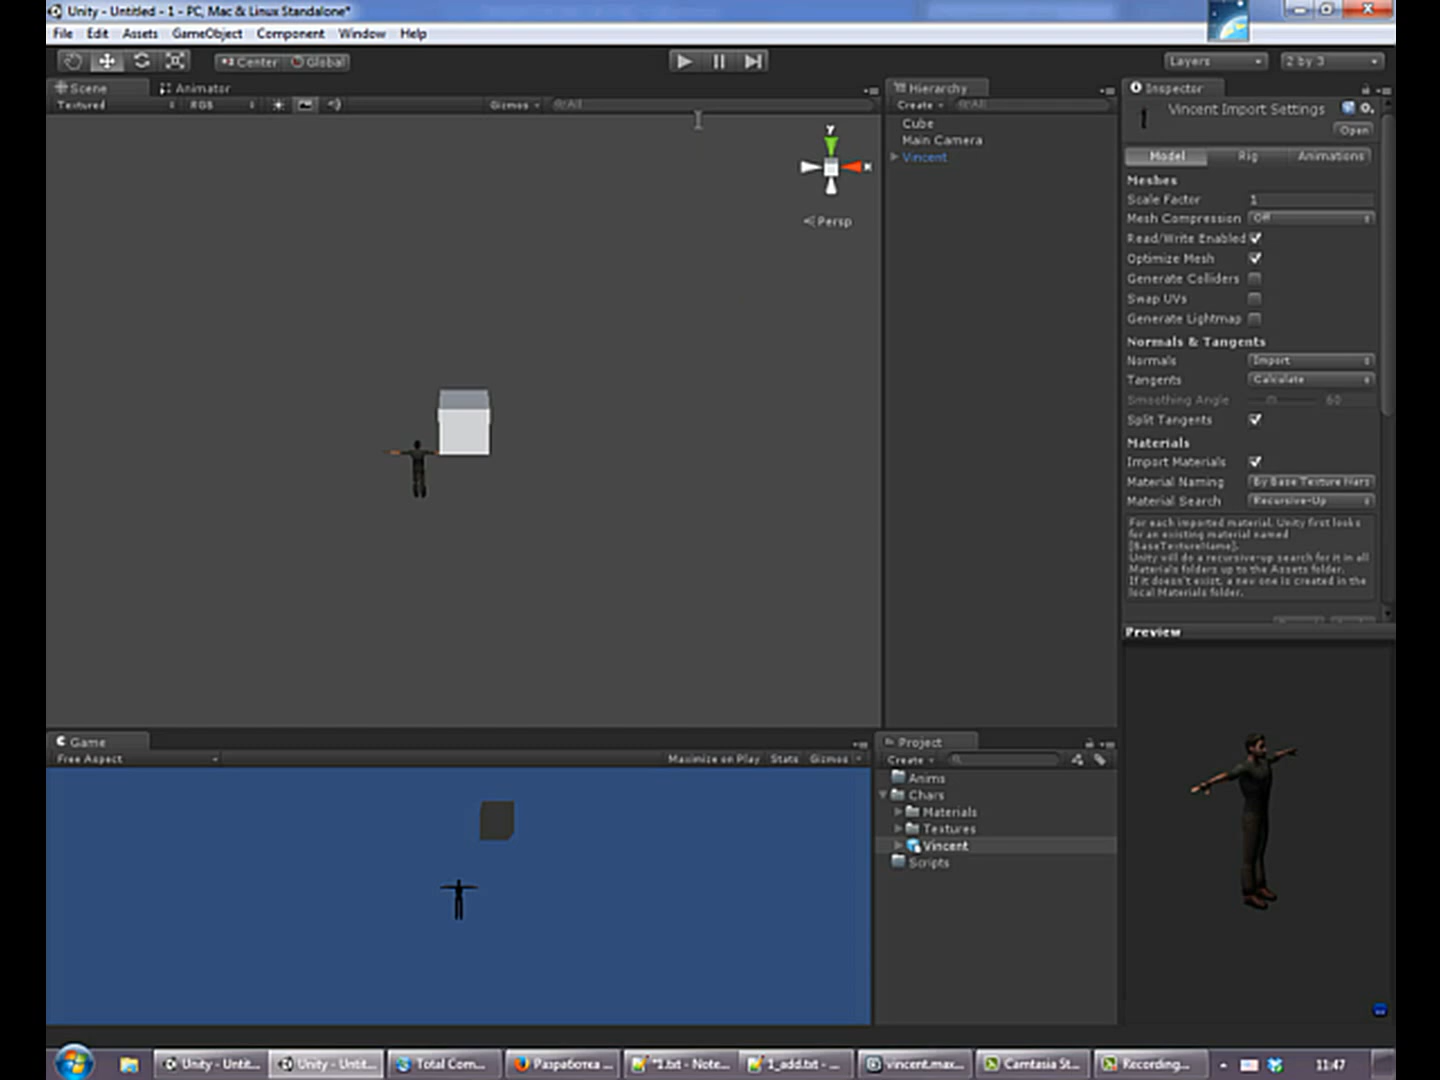 Unity - Untitled - 1 - PC, Mac & Linux Standalone*
File Edit Assets GameObject Component Window Help
Center Global
Layers 2 by 3
Scene Animator
Textured RGB Gizmos All
Hierarchy
Create All
Cube
Main Camera
Vincent
Inspector
Vincent Import Settings
Open
Model Rig Animations
Meshes
Scale Factor 1
Mesh Compression Off
Read/Write Enabled
Optimize Mesh
Generate Colliders
Swap UVs
Generate Lightmap
Normals & Tangents
Normals Import
Tangents Calculate
Smoothing Angle 60
Split Tangents
Materials
Import Materials
Material Naming By Base Texture Nam
Material Search Recursive-Up
For each imported material, Unity first looks
for an existing material named
[BaseTextureName].
Unity will do a recursive-up search for it in all
Materials folders up to the Assets folder.
If it doesn't exist, a new one is created in the
local Materials folder.
Preview
y
x
Persp
Game
Free Aspect Maximize on Play Stats Gizmos
Project
Create
Anims
Chars
Materials
Textures
Vincent
Scripts
Unity - Untit... Unity - Untit... Total Com... Разработка ... *1.txt - Note... 1_add.txt - ... vincent.max... Camtasia St... Recording... 11:47